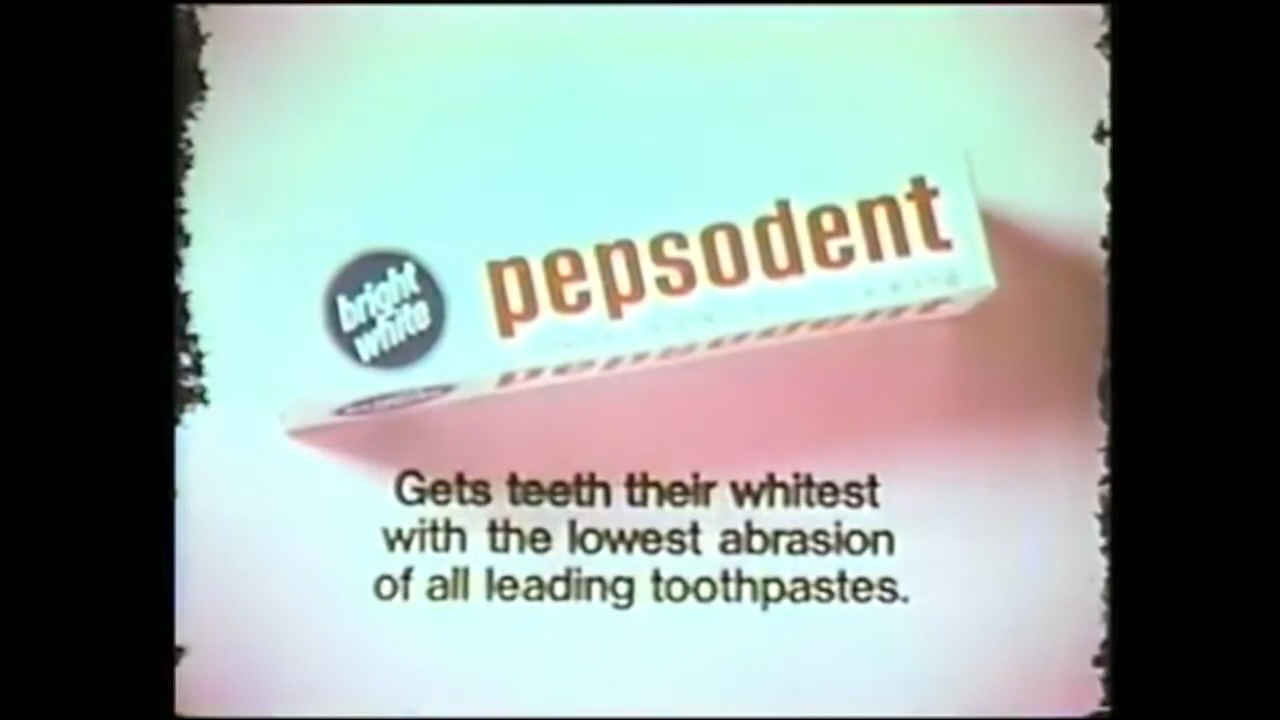 bright
white
pepsodent
Gets teeth their whitest
with the lowest abrasion
of all leading toothpastes.